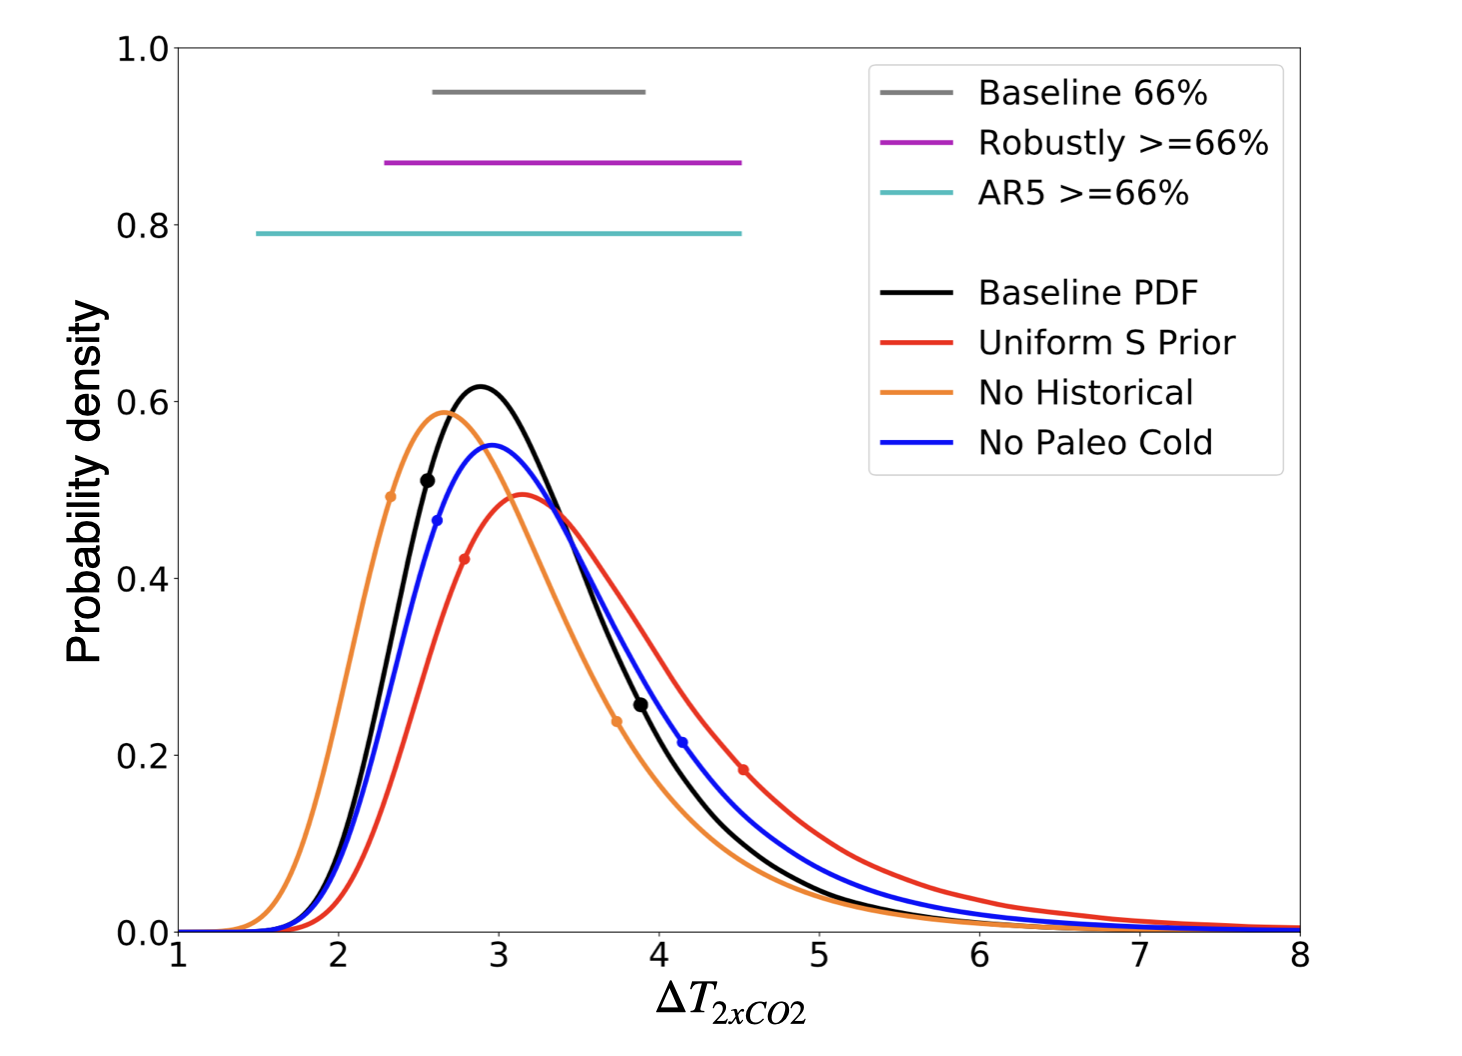 1.0
0.8
0.6
0.4
0.2
0.0
Probability density
Baseline 66%
Robustly >=66%
AR5 >=66%
Baseline PDF
Uniform S Prior
No Historical
No Paleo Cold
1 2 3 4 5 6 7 8
ΔT2xCO2